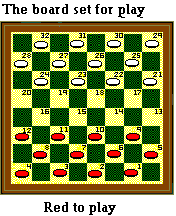 The board set for play
32 31 30 29
28 27 26 25
24 23 22 21
20 19 18 17
16 15 14 13
12 11 10 9
8 7 6 5
4 3 2 1
Red to play